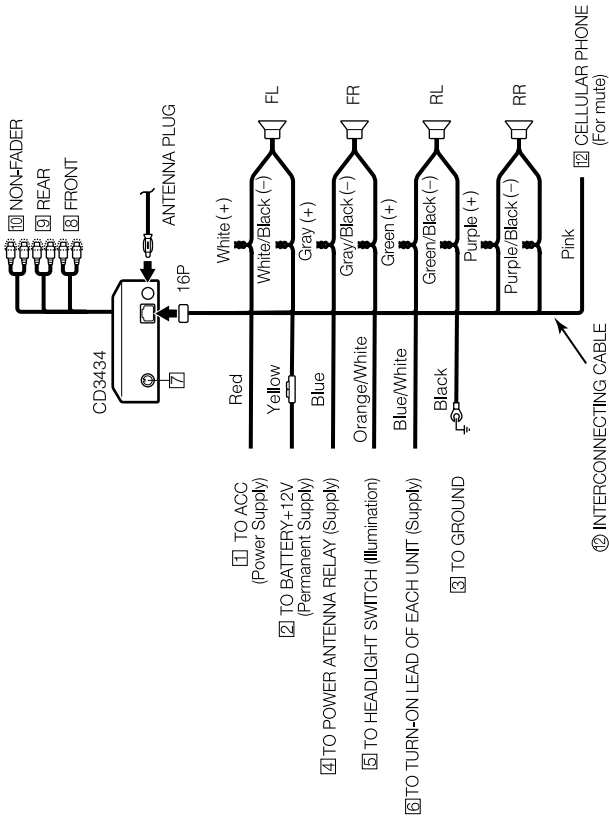 10 NON-FADER
9 REAR
8 FRONT
ANTENNA PLUG
CD3434
16P
7
White (+)
White/Black (−)
FL
Gray (+)
Gray/Black (−)
FR
Green (+)
Green/Black (−)
RL
Purple (+)
Purple/Black (−)
RR
Pink
12 CELLULAR PHONE
(For mute)
Red
1 TO ACC
(Power Supply)
Yellow
2 TO BATTERY+12V
(Permanent Supply)
Blue
4 TO POWER ANTENNA RELAY (Supply)
Orange/White
5 TO HEADLIGHT SWITCH (Illumination)
Blue/White
6 TO TURN-ON LEAD OF EACH UNIT (Supply)
Black
3 TO GROUND
⑫ INTERCONNECTING CABLE